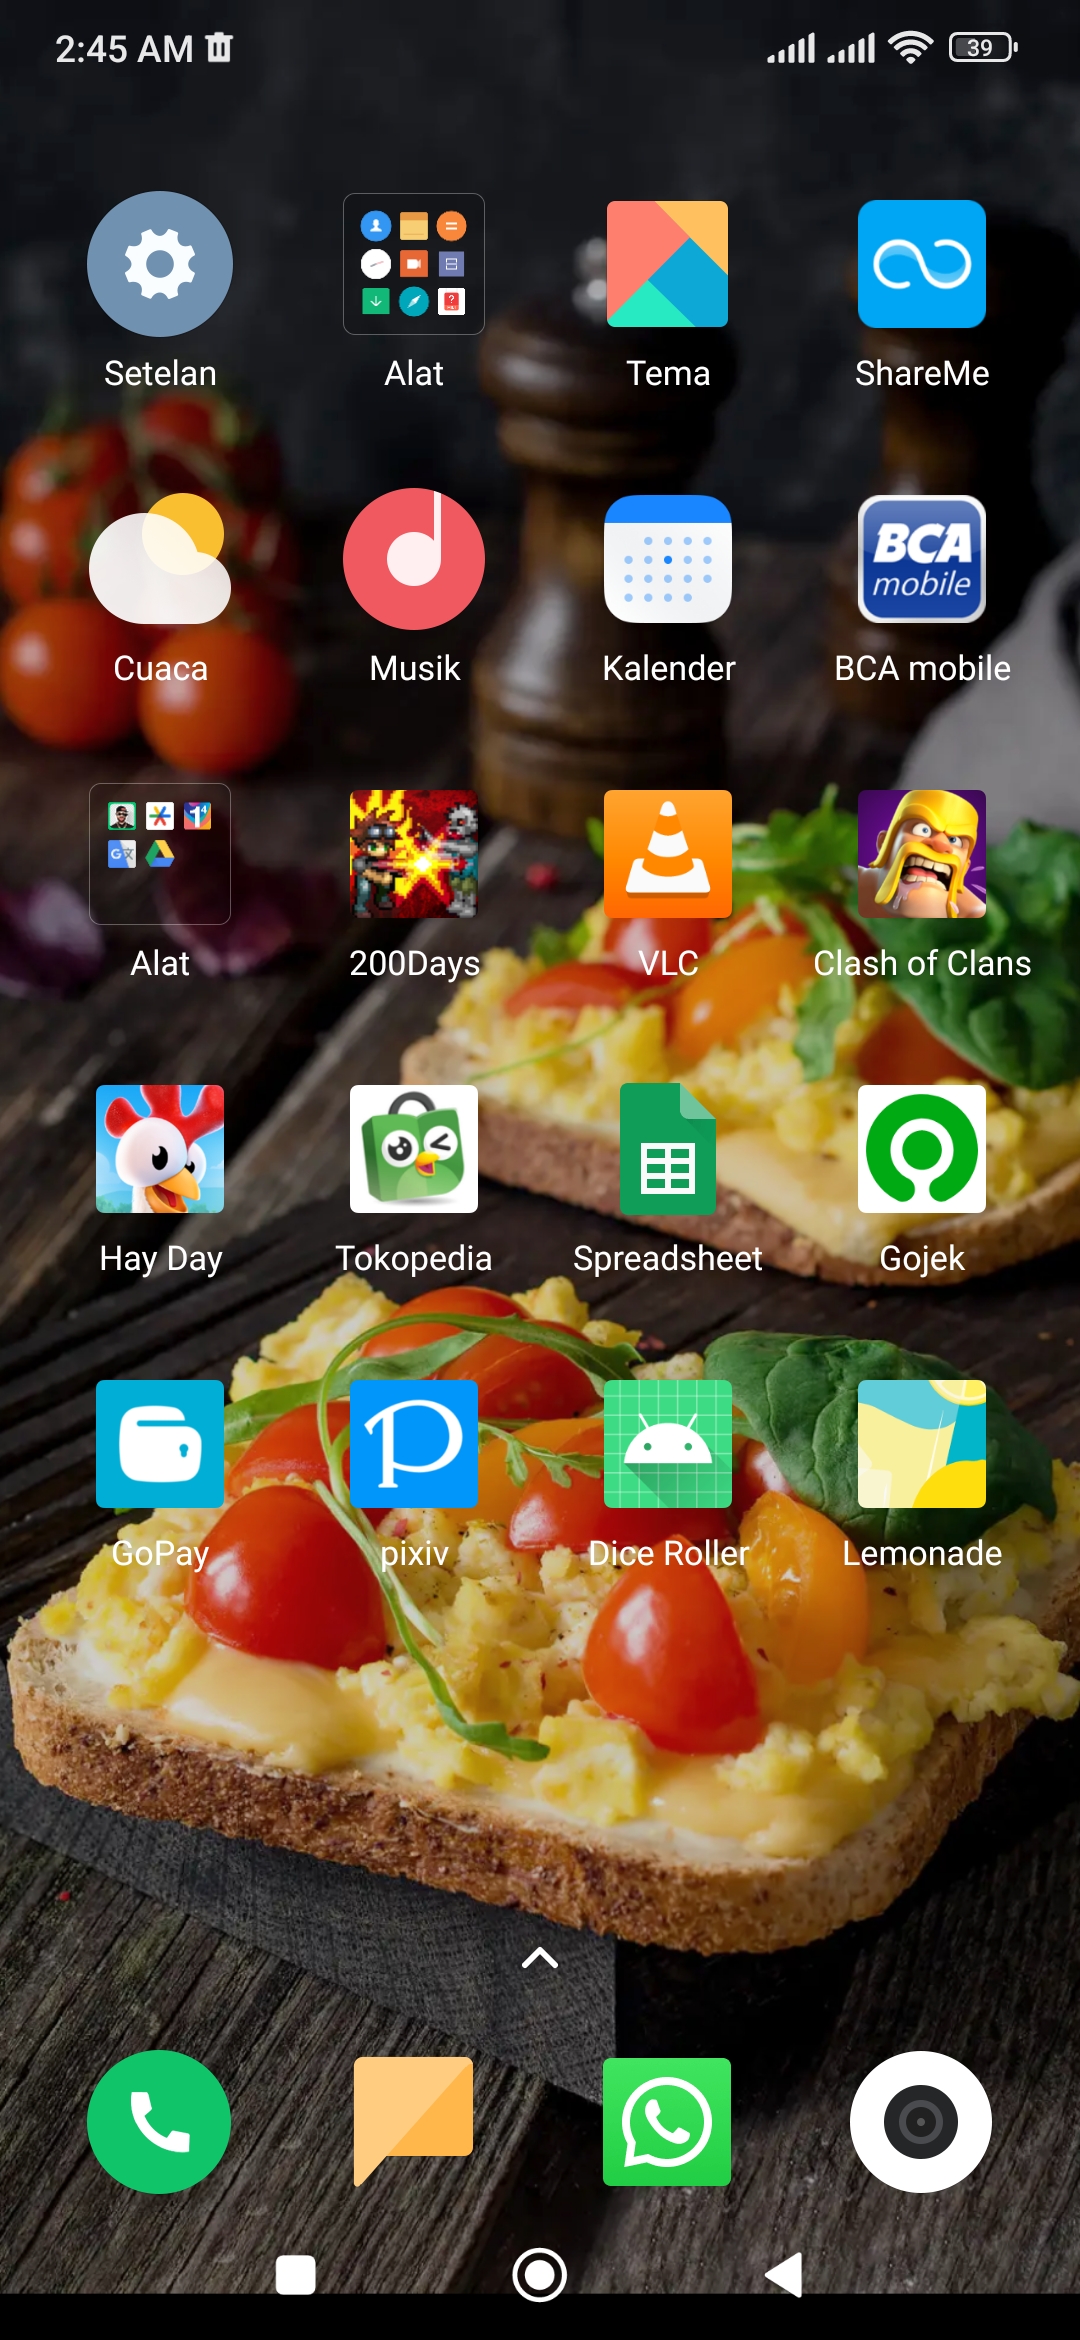 2:45 AM 39
Setelan Alat Tema ShareMe
BCA mobile
Cuaca Musik Kalender BCA mobile
Alat 200Days VLC Clash of Clans
Hay Day Tokopedia Spreadsheet Gojek
GoPay pixiv Dice Roller Lemonade